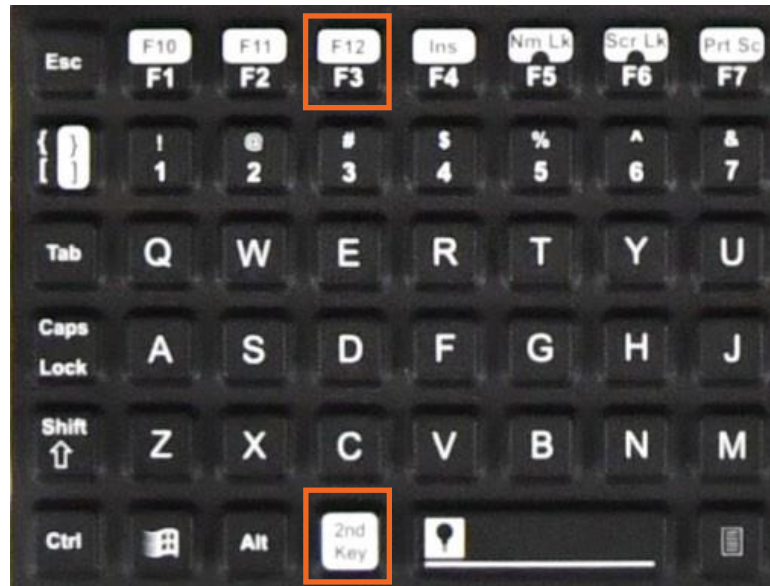 Esc F10 F11 F12 Ins Nm Lk Scr Lk Prt Sc
F1 F2 F3 F4 F5 F6 F7
{ } ! @ # $ % ^ &
[ ] 1 2 3 4 5 6 7
Tab Q W E R T Y U
Caps
Lock A S D F G H J
Shift
Z X C V B N M
Ctrl Alt 2nd
Key